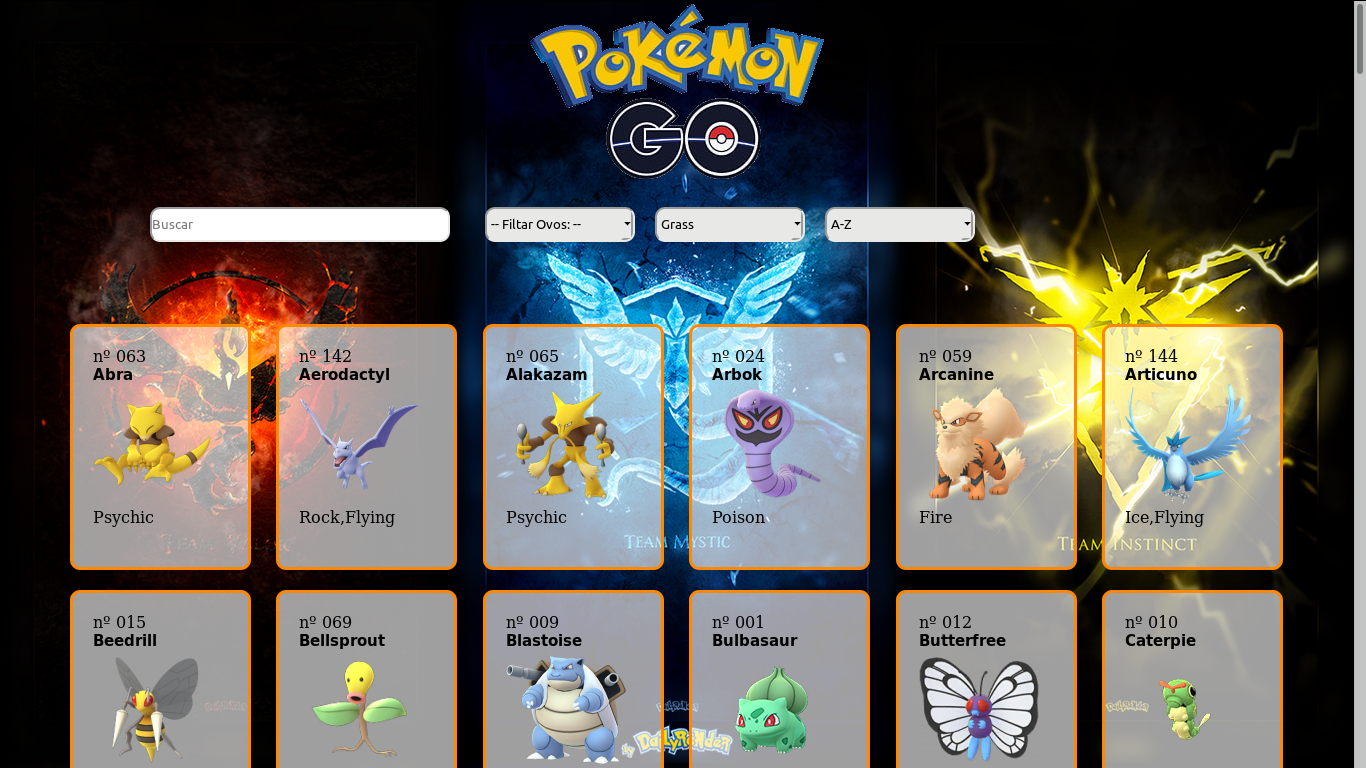 POKÉMON
GO
Buscar
-- Filtar Ovos: --
Grass
A-Z
nº 063
Abra
Psychic
nº 142
Aerodactyl
Rock,Flying
nº 065
Alakazam
Psychic
nº 024
Arbok
Poison
nº 059
Arcanine
Fire
nº 144
Articuno
Ice,Flying
TEAM MYSTIC
TEAM INSTINCT
nº 015
Beedrill
nº 069
Bellsprout
nº 009
Blastoise
nº 001
Bulbasaur
nº 012
Butterfree
nº 010
Caterpie
by DailyRender